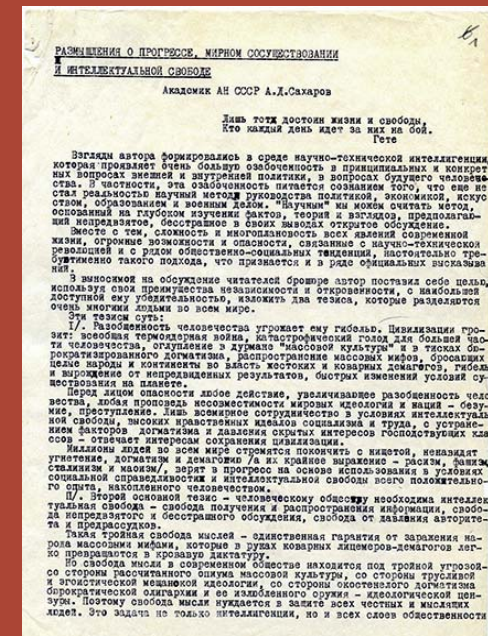 РАЗМЫШЛЕНИЯ О ПРОГРЕССЕ, МИРНОМ СОСУЩЕСТВОВАНИИ
И ИНТЕЛЛЕКТУАЛЬНОЙ СВОБОДЕ
Академик АН СССР А.Д.Сахаров
Лишь тот достоин жизни и свободы,
Кто каждый день идет за них на бой.
Гете
Взгляды автора формировались в среде научно-технической интеллигенции,
которая проявляет очень большую озабоченность в принципиальных и конкрет
ных вопросах внешней и внутренней политики, в вопросах будущего человече
ства. В частности, эта озабоченность питается сознанием того, что еще не
стал реальностью научный метод руководства политикой, экономикой, искус
ством, образованием и военным делом. "Научным" мы можем считать метод,
основанный на глубоком изучении фактов, теорий и взглядов, предполагаю-
щий непредвзятое, бесстрашное в своих выводах открытое обсуждение.
Вместе с тем, сложность и многоплановость всех явлений современной
жизни, огромные возможности и опасности, связанные с научно-технической
революцией и с рядом общественно-социальных тенденций, настоятельно тре-
буют именно такого подхода, что признается и в ряде официальных высказыва
ний.
В выносимой на обсуждение читателей брошюре автор поставил себе целью,
используя свои преимущества независимости и откровенности, с наибольшей
доступной ему убедительностью, изложить два тезиса, которые разделяются
очень многими людьми во всем мире.
Эти тезисы суть:
I/. Разобщенность человечества угрожает ему гибелью. Цивилизации гро-
зит: всеобщая термоядерная война, катастрофический голод для большей час
ти человечества, оглупление в дурмане "массовой культуры" и в тисках бю-
рократизированного догматизма, распространение массовых мифов, бросающих
целые народы и континенты во власть жестоких и коварных демагогов, гибель
и вырождение от непредвиденных результатов, быстрых изменений условий су
ществования на планете.
Перед лицом опасности любое действие, увеличивающее разобщенность чело
вечества, любая проповедь несовместимости мировых идеологий и наций - безу-
мие, преступление. Лишь всемирное сотрудничество в условиях интеллектуаль
ной свободы, высоких нравственных идеалов социализма и труда, с устране-
нием факторов догматизма и давления скрытых интересов господствующих кла
ссов - отвечает интересам сохранения цивилизации.
Миллионы людей во всем мире стремятся покончить с нищетой, ненавидят
угнетение, догматизм и демагогию /а их крайнее выражение - расизм, фашизм,
сталинизм и маоизм/, верят в прогресс на основе использования в условиях
социальной справедливости и интеллектуальной свободы всего положительно-
го опыта, накопленного человечеством.
П/. Второй основной тезис - человеческому обществу необходима интеллек
туальная свобода - свобода получения и распространения информации, свобо-
да непредвзятого и бесстрашного обсуждения, свобода от давления авторите-
та и предрассудков.
Такая тройная свобода мыслей - единственная гарантия от заражения на-
рода массовыми мифами, которые в руках коварных лицемеров-демагогов лег-
ко превращаются в кровавую диктатуру.
Но свобода мысли в современном обществе находится под тройной угрозой-
со стороны рассчитанного опиума массовой культуры, со стороны трусливой
и эгоистической мещанской идеологии, со стороны окостенелого догматизма
бюрократической олигархии и ее излюбленного оружия - идеологической цен-
зуры. Поэтому свобода мысли нуждается в защите всех честных и мыслящих
людей. Это задача не только интеллигенции, но и всех слоев общественности